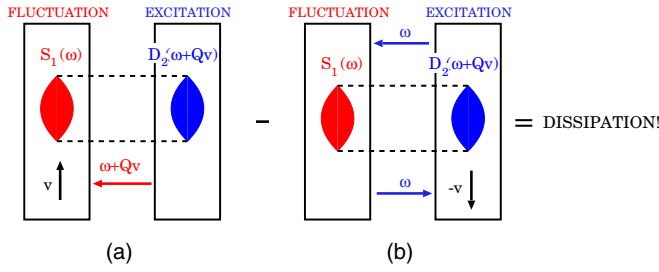 FLUCTUATION EXCITATION
S₁(ω) D₂′(ω+Qv)
v
ω+Qv
(a)
–
FLUCTUATION EXCITATION
ω
S₁(ω) D₂′(ω+Qv)
ω
-v
(b)
= DISSIPATION!